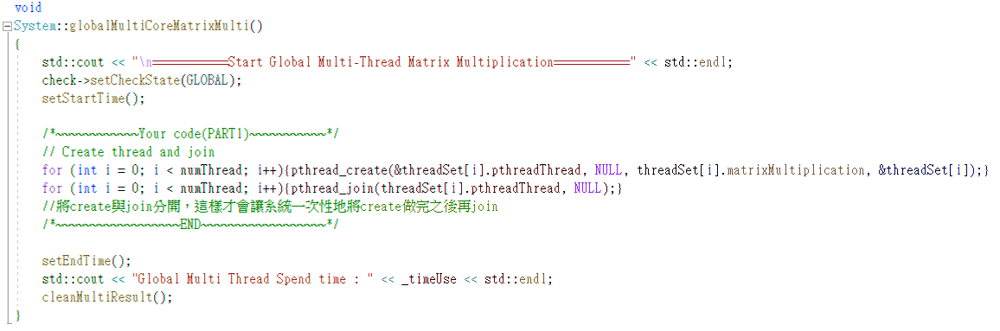 void
System::globalMultiCoreMatrixMulti()
{
std::cout << "\n===========Start Global Multi-Thread Matrix Multiplication===========" << std::endl;
check->setCheckState(GLOBAL);
setStartTime();
/*~~~~~~~~~~~~Your code(PART1)~~~~~~~~~~~*/
// Create thread and join
for (int i = 0; i < numThread; i++){pthread_create(&threadSet[i].pthreadThread, NULL, threadSet[i].matrixMultiplication, &threadSet[i]);}
for (int i = 0; i < numThread; i++){pthread_join(threadSet[i].pthreadThread, NULL);}
//將create與join分開，這樣才會讓系統一次性地將create做完之後再join
/*~~~~~~~~~~~~~~~~~~END~~~~~~~~~~~~~~~~~~*/
setEndTime();
std::cout << "Global Multi Thread Spend time : " << _timeUse << std::endl;
cleanMultiResult();
}